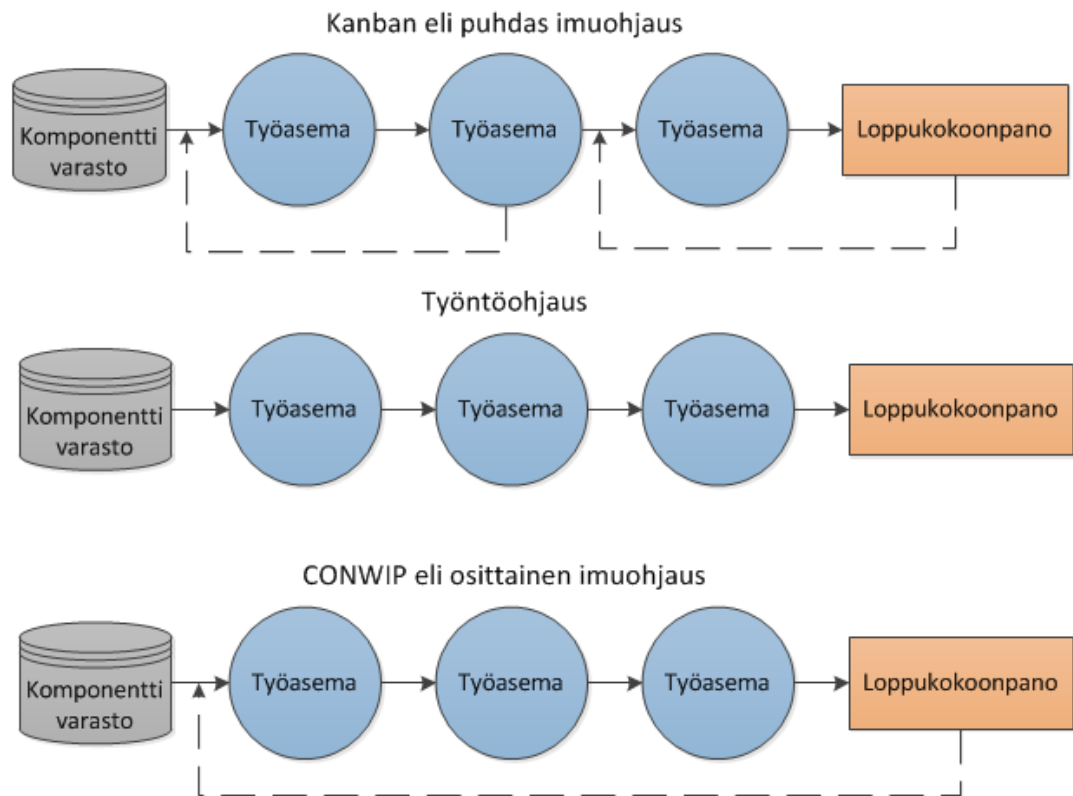 Kanban eli puhdas imuohjaus
Komponentti
varasto
Työasema
Työasema
Työasema
Loppukokoonpano
Työntöohjaus
Komponentti
varasto
Työasema
Työasema
Työasema
Loppukokoonpano
CONWIP eli osittainen imuohjaus
Komponentti
varasto
Työasema
Työasema
Työasema
Loppukokoonpano